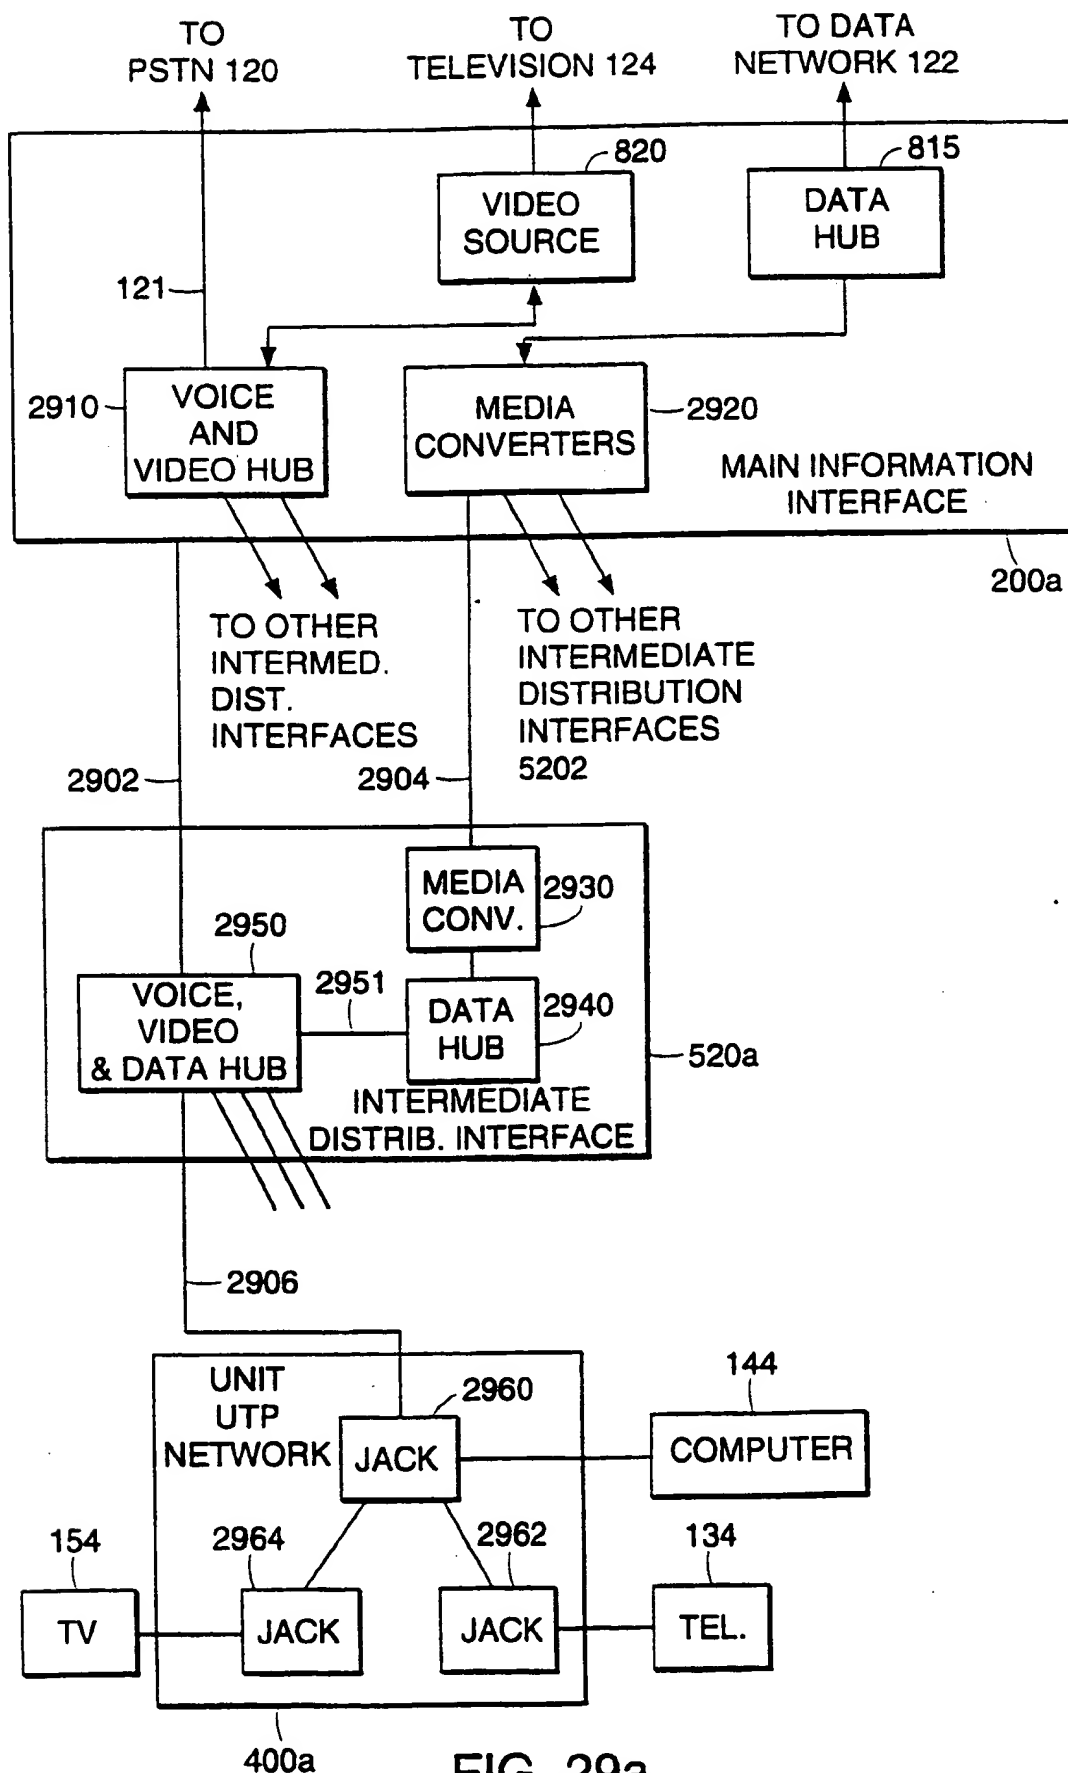 TO
PSTN 120
TO
TELEVISION 124
TO DATA
NETWORK 122
820
815
VIDEO
SOURCE
DATA
HUB
121
2910
VOICE
AND
VIDEO HUB
MEDIA
CONVERTERS
2920
MAIN INFORMATION
INTERFACE
200a
TO OTHER
INTERMED.
DIST.
INTERFACES
TO OTHER
INTERMEDIATE
DISTRIBUTION
INTERFACES
5202
2902
2904
MEDIA
CONV.
2930
2950
2951
VOICE,
VIDEO
& DATA HUB
DATA
HUB
2940
520a
INTERMEDIATE
DISTRIB. INTERFACE
2906
UNIT
UTP
NETWORK
2960
JACK
144
COMPUTER
154
2964
2962
134
TV
JACK
JACK
TEL.
400a
FIG. 29a